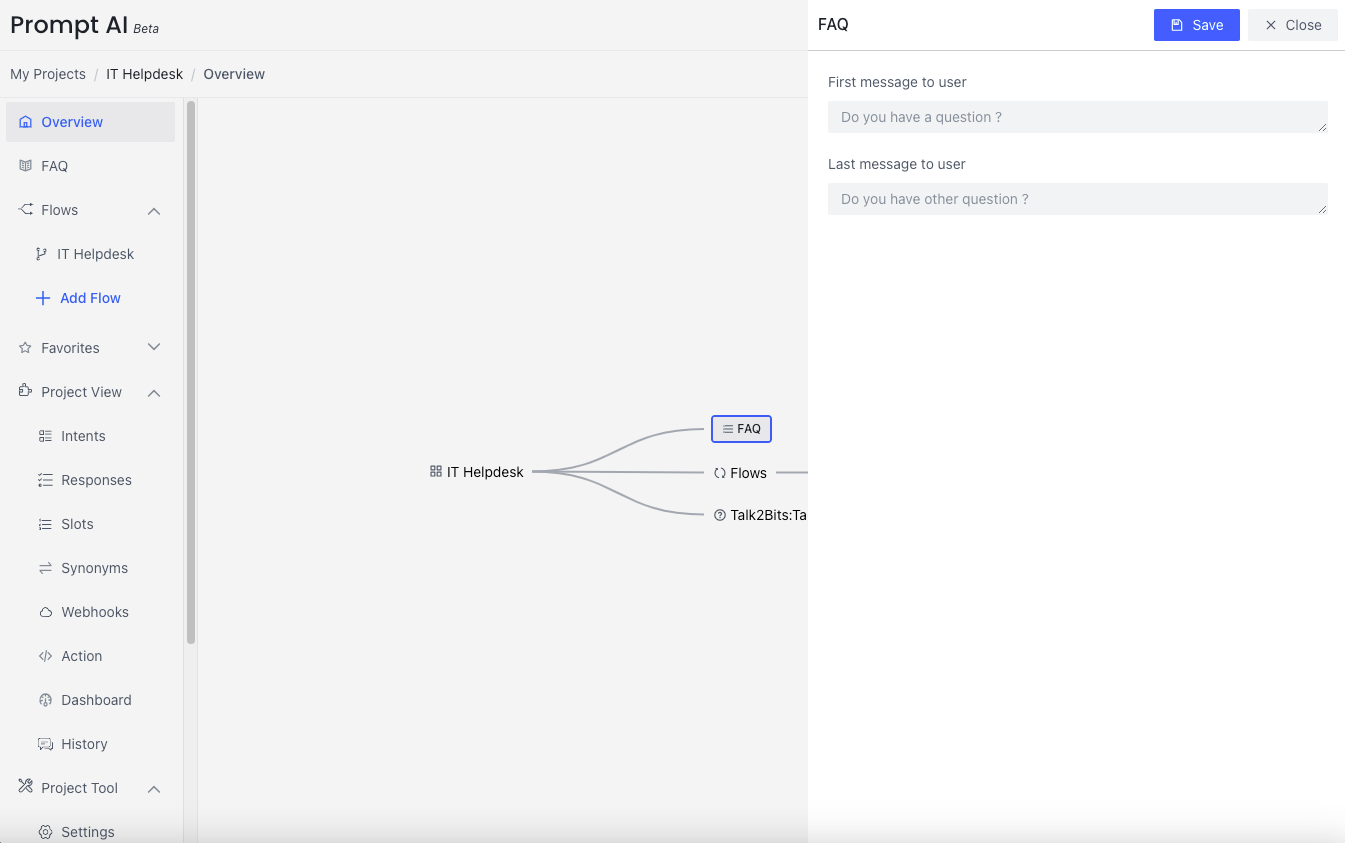 Prompt AI Beta
My Projects / IT Helpdesk / Overview
Overview
FAQ
Flows
IT Helpdesk
Add Flow
Favorites
Project View
Intents
Responses
Slots
Synonyms
Webhooks
Action
Dashboard
History
Project Tool
Settings
IT Helpdesk
FAQ
Flows
Talk2Bits:Ta
FAQ
Save
Close
First message to user
Do you have a question ?
Last message to user
Do you have other question ?